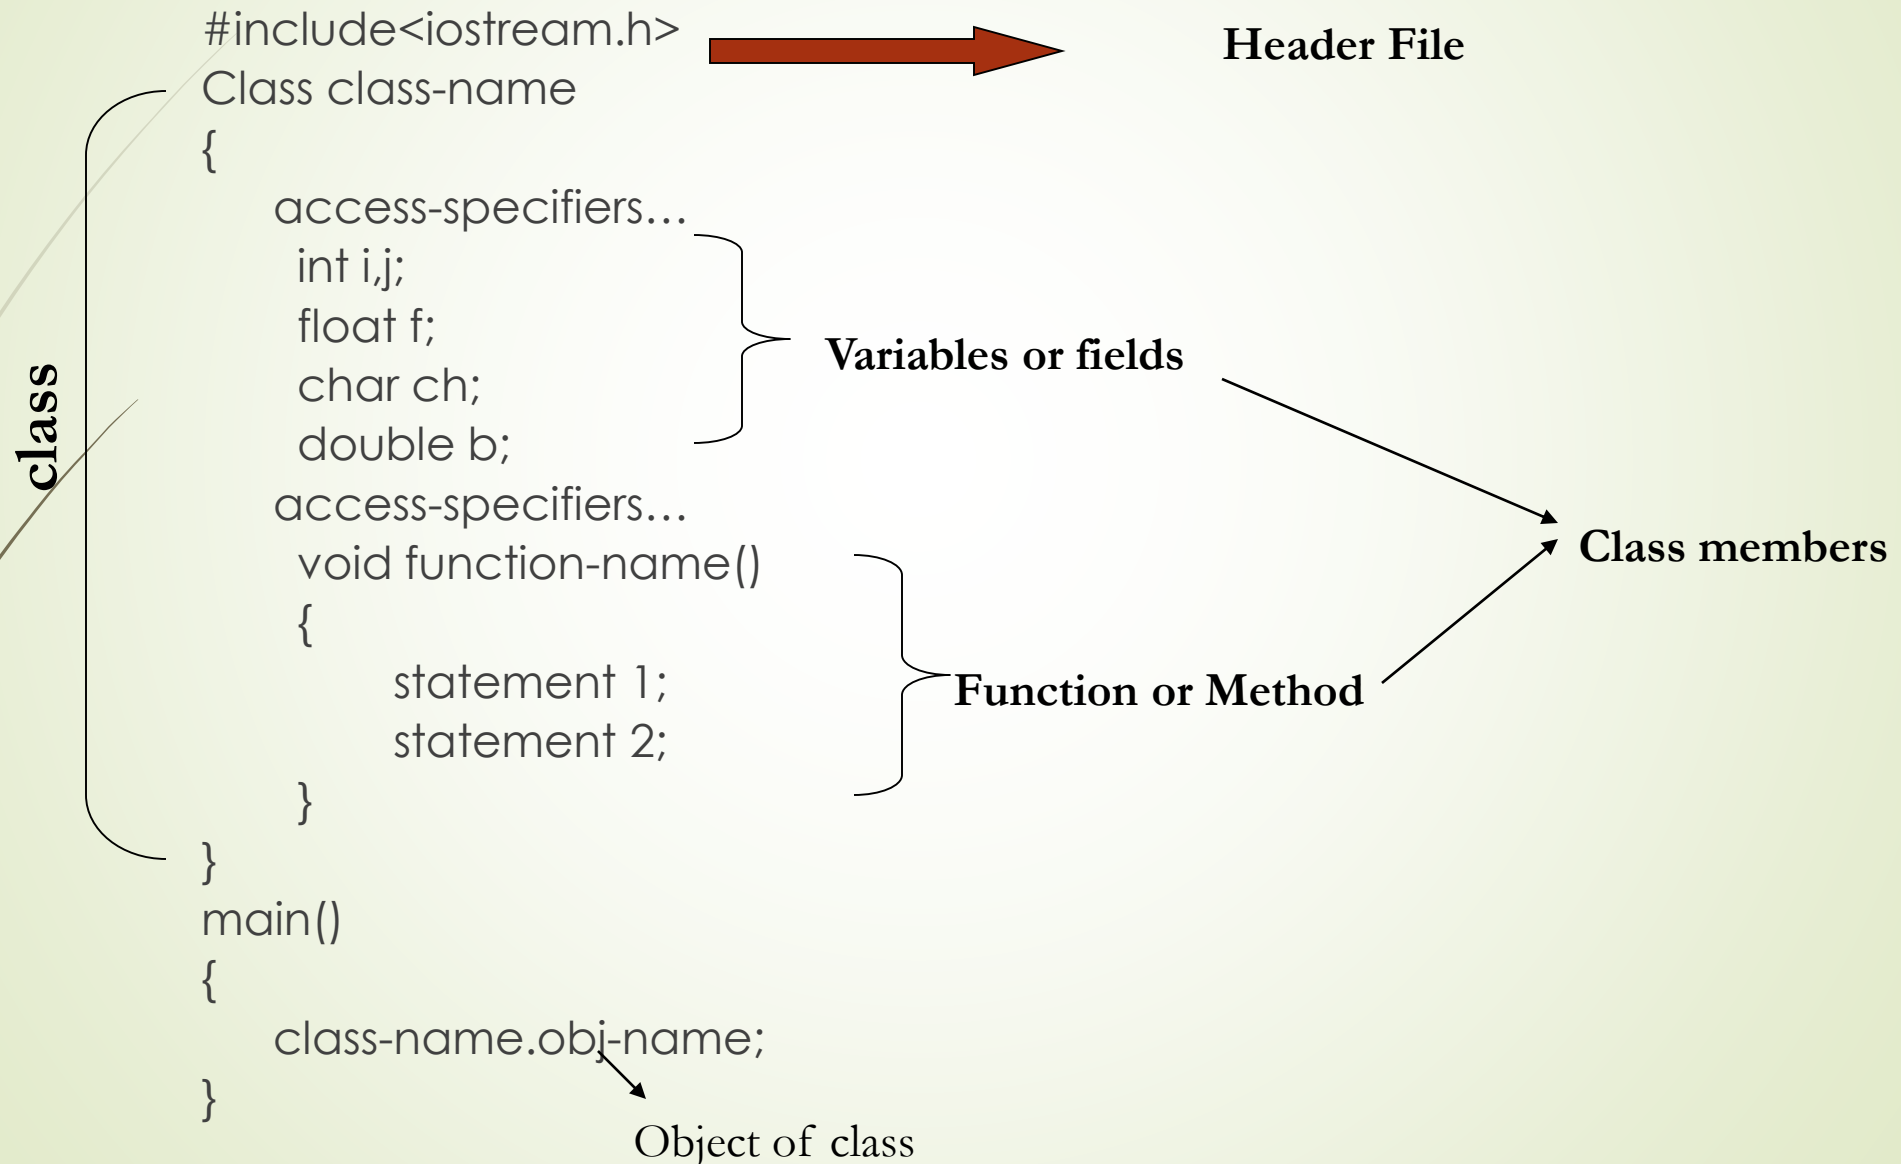 #include<iostream.h>
Header File
Class class-name
{
access-specifiers…
int i,j;
float f;
Variables or fields
char ch;
class
double b;
access-specifiers…
Class members
void function-name()
{
statement 1;
Function or Method
statement 2;
}
}
main()
{
class-name.obj-name;
}
Object of class